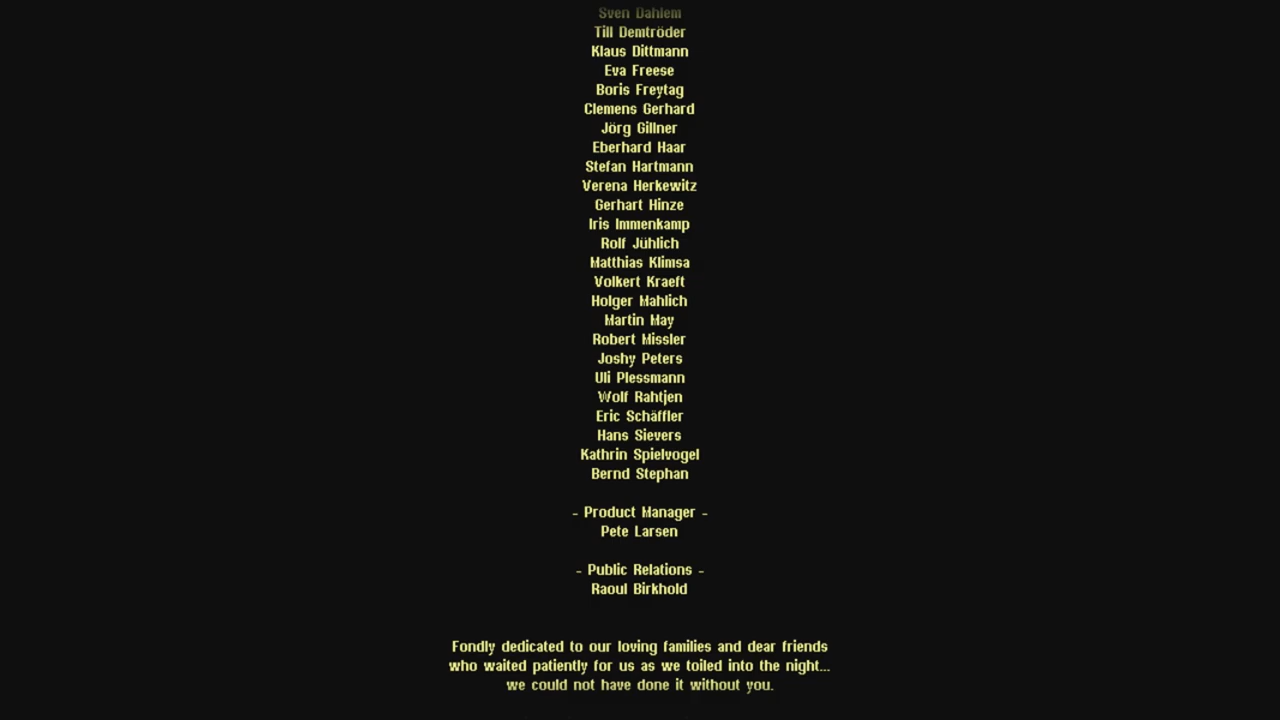 Sven Dahlem
Till Demtröder
Klaus Dittmann
Eva Freese
Boris Freytag
Clemens Gerhard
Jörg Gillner
Eberhard Haar
Stefan Hartmann
Verena Herkewitz
Gerhart Hinze
Iris Immenkamp
Rolf Jühlich
Matthias Klimsa
Volkert Kraeft
Holger Mahlich
Martin May
Robert Missler
Joshy Peters
Uli Plessmann
Wolf Rahtjen
Eric Schäffler
Hans Sievers
Kathrin Spielvogel
Bernd Stephan
- Product Manager -
Pete Larsen
- Public Relations -
Raoul Birkhold
Fondly dedicated to our loving families and dear friends
who waited patiently for us as we toiled into the night...
we could not have done it without you.